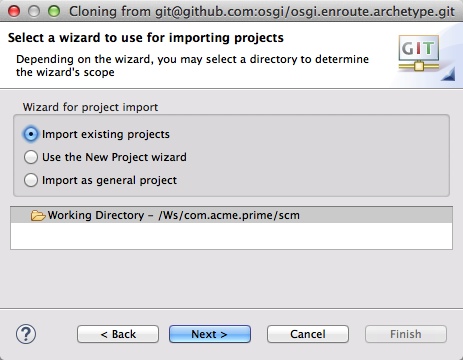 Cloning from git@github.com:osgi/osgi.enroute.archetype.git
Select a wizard to use for importing projects
Depending on the wizard, you may select a directory to determine
the wizard's scope
GIT
Wizard for project import
Import existing projects
Use the New Project wizard
Import as general project
Working Directory - /Ws/com.acme.prime/scm
?
< Back
Next >
Cancel
Finish